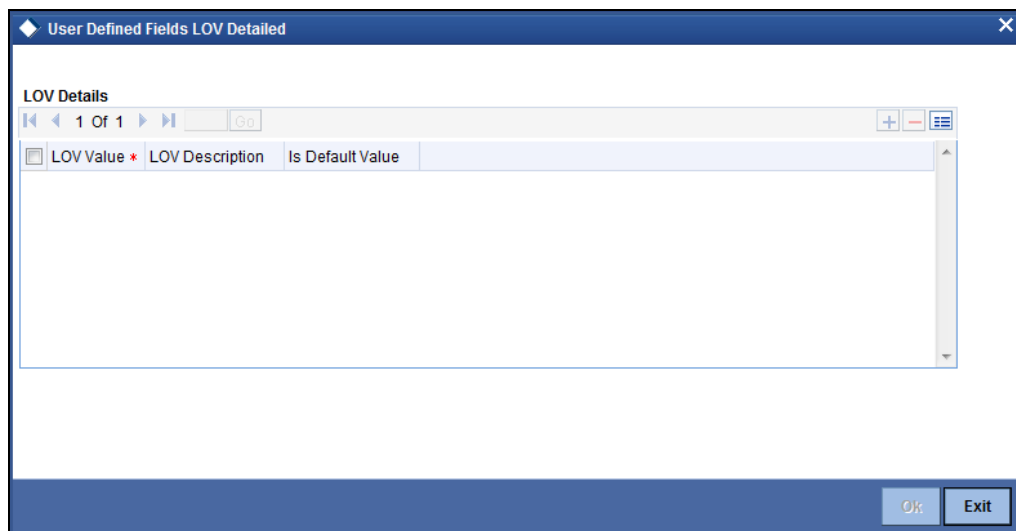 User Defined Fields LOV Detailed
LOV Details
1 Of 1 Go
LOV Value * LOV Description Is Default Value
Ok Exit